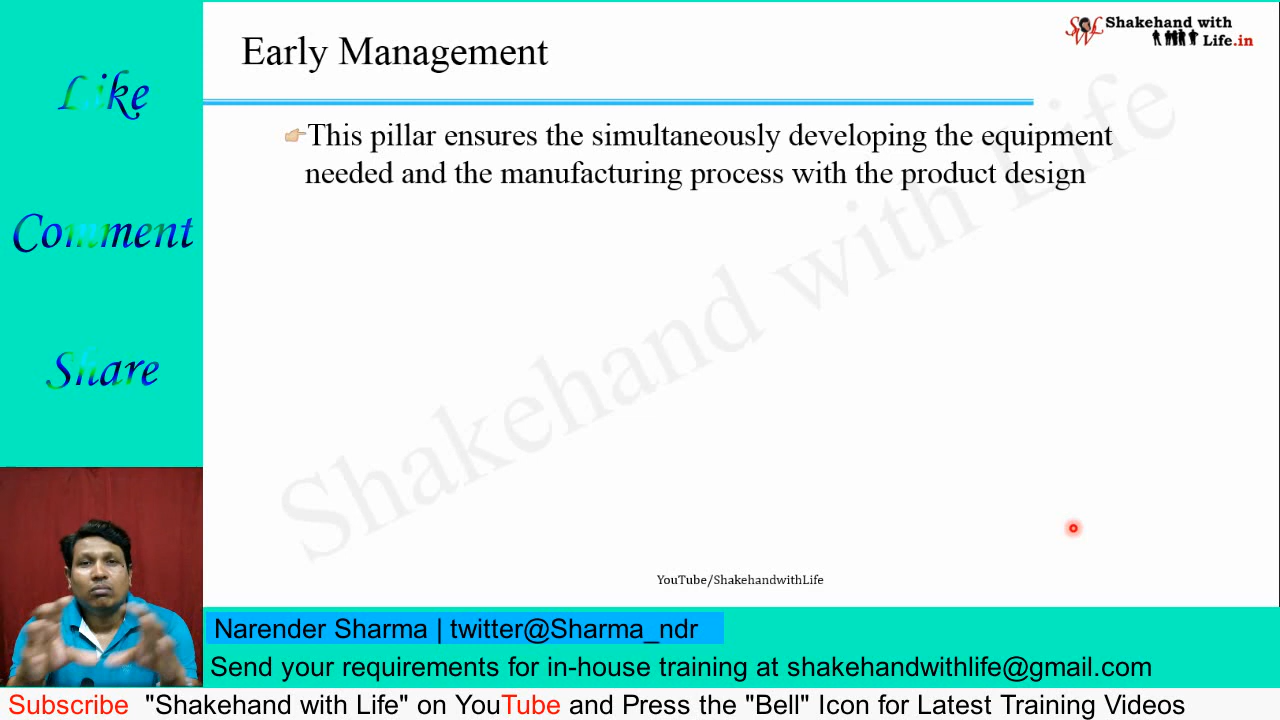 Like
Comment
Share
Early Management
SWL Shakehand with
Life.in
This pillar ensures the simultaneously developing the equipment
needed and the manufacturing process with the product design
Shakehand with Life
YouTube/ShakehandwithLife
Narender Sharma | twitter@Sharma_ndr
Send your requirements for in-house training at shakehandwithlife@gmail.com
Subscribe "Shakehand with Life" on YouTube and Press the "Bell" Icon for Latest Training Videos